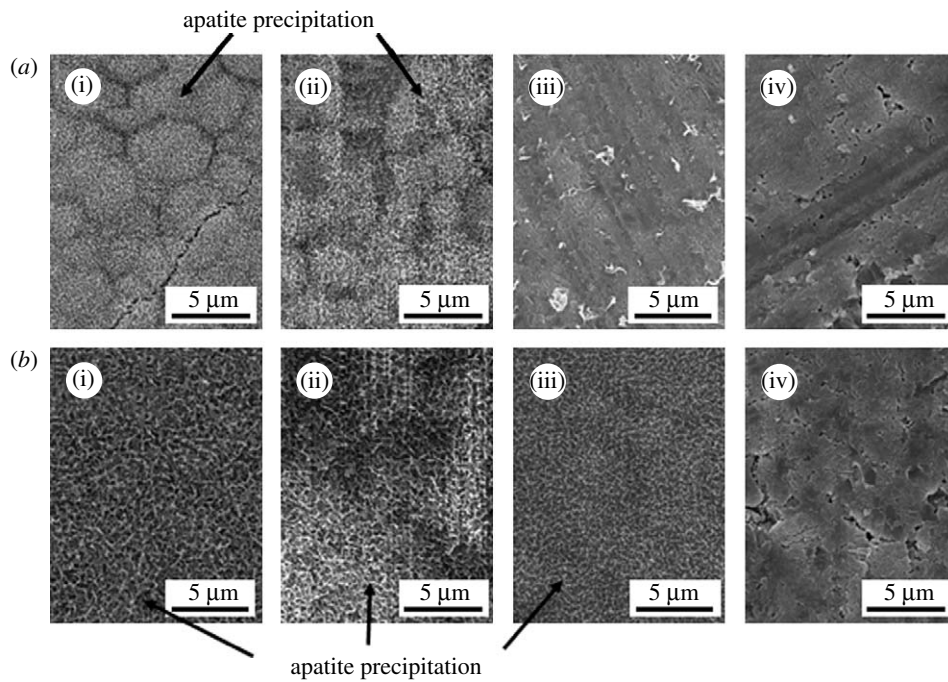 apatite precipitation
(a)
(i)
(ii)
(iii)
(iv)
5 µm
5 µm
5 µm
5 µm
(b)
(i)
(ii)
(iii)
(iv)
5 µm
5 µm
5 µm
5 µm
apatite precipitation